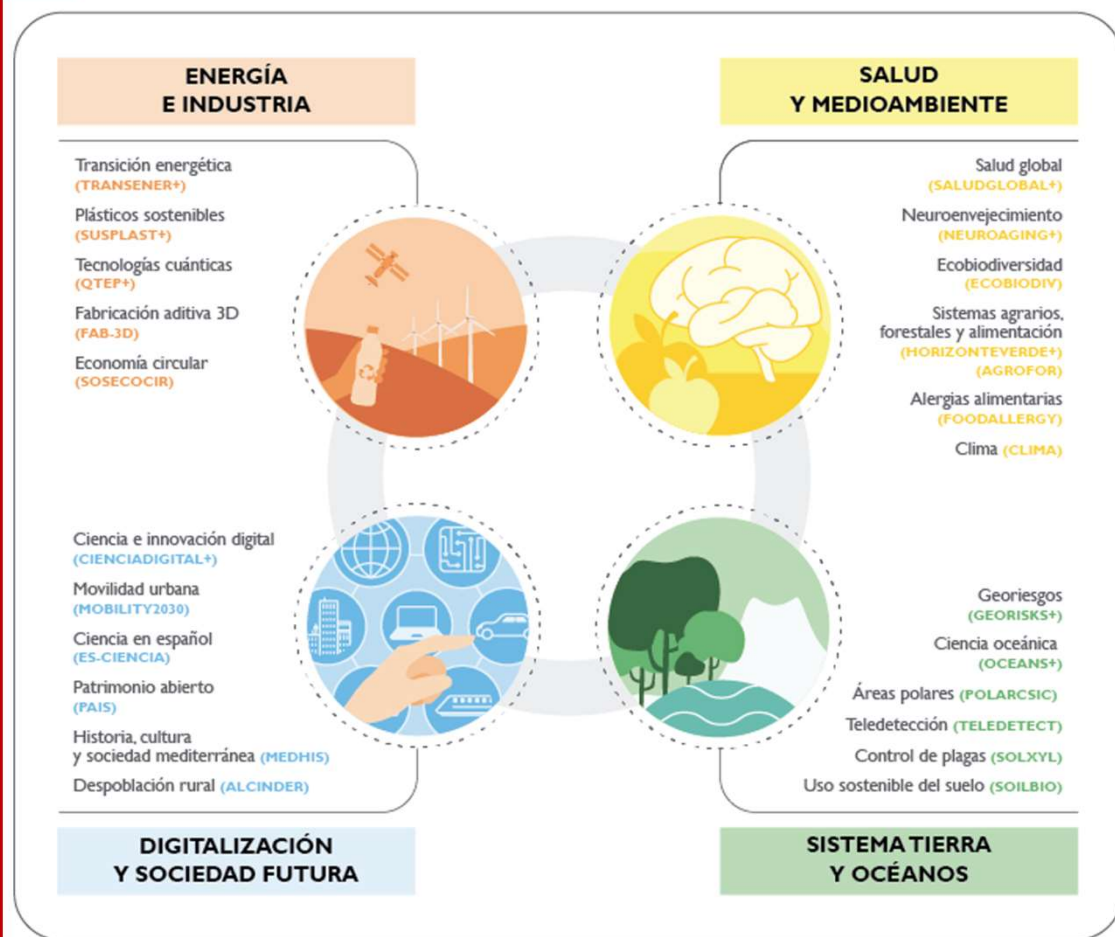 ENERGÍA
E INDUSTRIA
Transición energética
(TRANSENER+)
Plásticos sostenibles
(SUSPLAST+)
Tecnologías cuánticas
(QTEP+)
Fabricación aditiva 3D
(FAB-3D)
Economía circular
(SOSECOCIR)
SALUD
Y MEDIOAMBIENTE
Salud global
(SALUDGLOBAL+)
Neuroenvejecimiento
(NEUROAGING+)
Ecobiodiversidad
(ECOBIODIV)
Sistemas agrarios,
forestales y alimentación
(HORIZONTEVERDE+)
(AGROFOR)
Alergias alimentarias
(FOODALLERGY)
Clima (CLIMA)
Ciencia e innovación digital
(CIENCIADIGITAL+)
Movilidad urbana
(MOBILITY2030)
Ciencia en español
(ES-CIENCIA)
Patrimonio abierto
(PAIS)
Historia, cultura
y sociedad mediterránea (MEDHIS)
Despoblación rural (ALCINDER)
DIGITALIZACIÓN
Y SOCIEDAD FUTURA
Georiesgos
(GEORISKS+)
Ciencia oceánica
(OCEANS+)
Áreas polares (POLARCSIC)
Teledetección (TELEDETECT)
Control de plagas (SOLXYL)
Uso sostenible del suelo (SOILBIO)
SISTEMA TIERRA
Y OCÉANOS